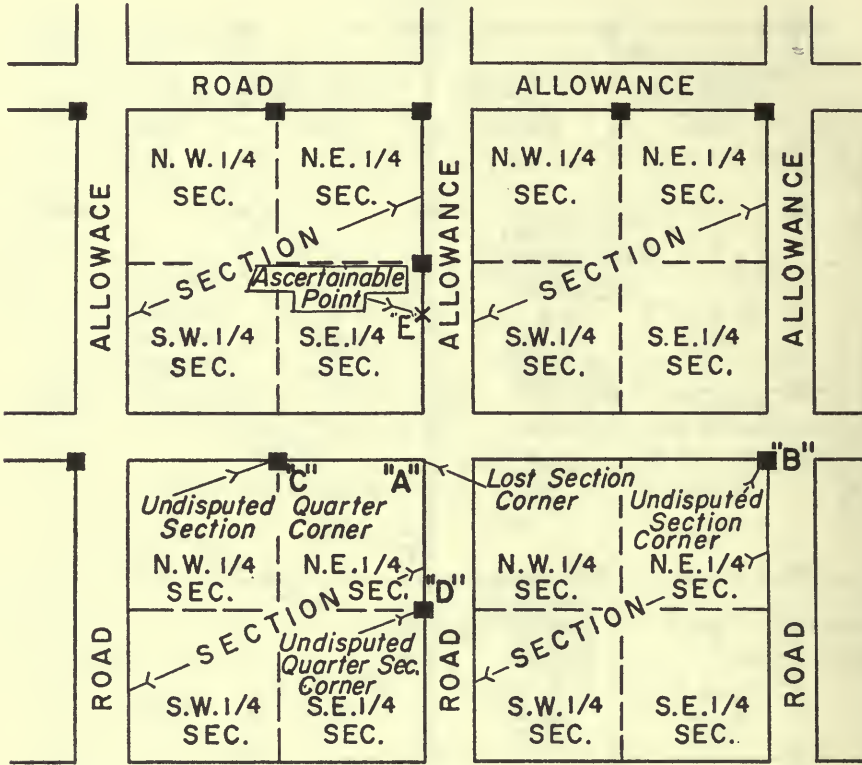 ROAD ALLOWANCE
N. W. 1/4 SEC.
N. E. 1/4 SEC.
N. W. 1/4 SEC.
N. E. 1/4 SEC.
ALLOWACE
SECTION
ALLOWANCE
SECTION
ALLOWANCE
Ascertainable
Point
"E"
S.W. 1/4 SEC.
S.E. 1/4 SEC.
S.W. 1/4 SEC.
S.E. 1/4 SEC.
"C"
"A"
"B"
Undisputed Quarter
Section Corner
Lost Section
Corner
Undisputed
Section
Corner
N.W. 1/4 SEC.
N.E. 1/4 SEC.
N.W. 1/4 SEC.
N.E. 1/4 SEC.
"D"
ROAD
SECTION
ROAD
SECTION
ROAD
Undisputed
Quarter Sec.
Corner
S.W. 1/4 SEC.
S.E. 1/4 SEC.
S.W. 1/4 SEC.
S.E. 1/4 SEC.